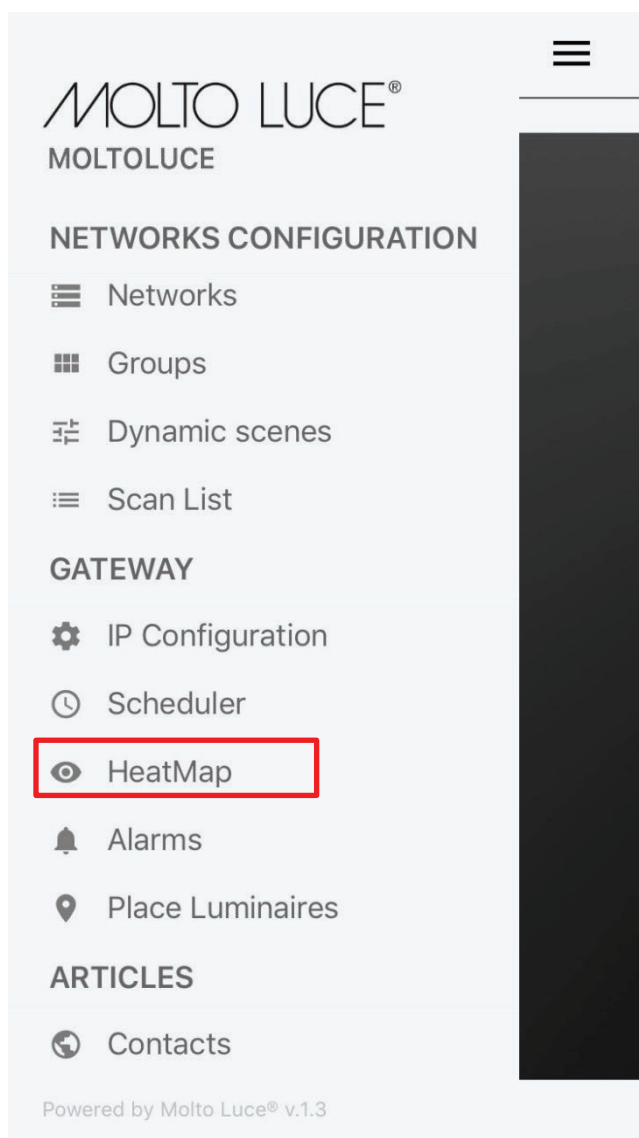 MOLTO LUCE®
MOLTOLUCE
NETWORKS CONFIGURATION
Networks
Groups
Dynamic scenes
Scan List
GATEWAY
IP Configuration
Scheduler
HeatMap
Alarms
Place Luminaires
ARTICLES
Contacts
Powered by Molto Luce® v.1.3